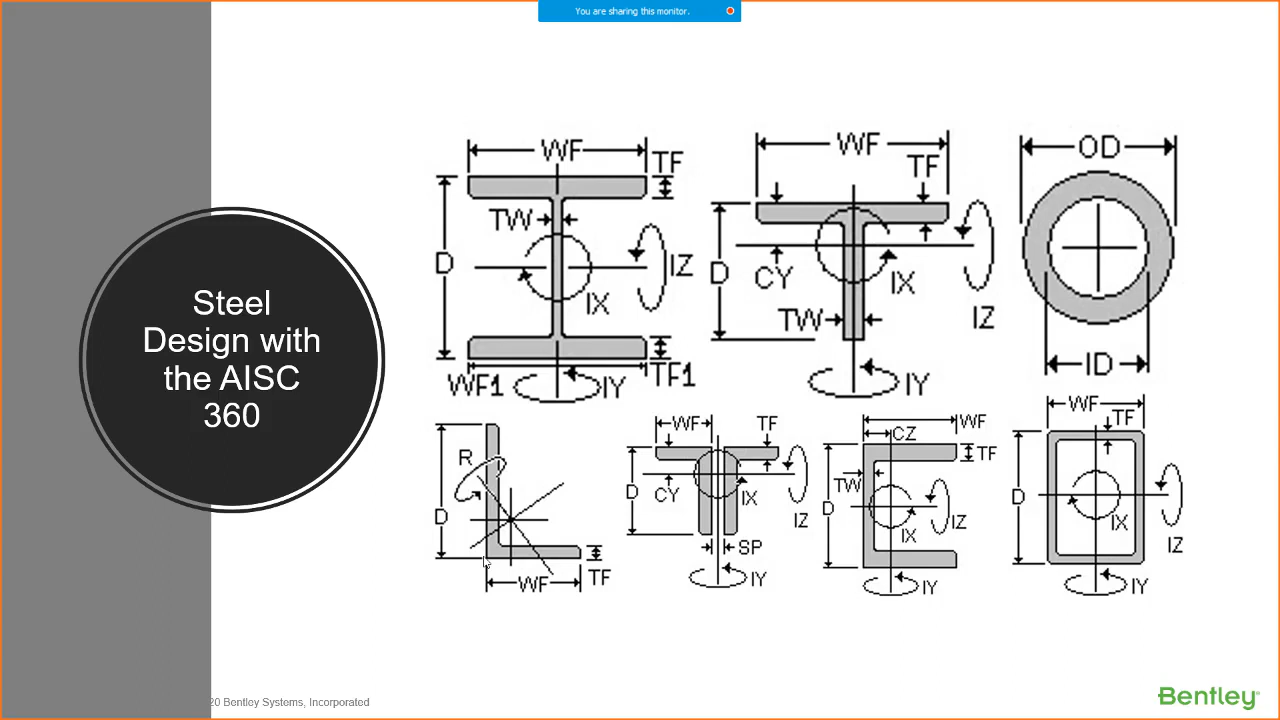 You are sharing this monitor.
Steel
Design with
the AISC
360
WF
TF
TW
D
IZ
IX
WF1
IY
TF1
WF
TF
D
CY
IX
TW
IZ
IY
OD
ID
R
D
WF
TF
WF
TF
D
CY
IX
IZ
SP
IY
WF
CZ
TF
TW
D
IZ
IX
IY
WF
TF
D
IX
IZ
IY
20 Bentley Systems, Incorporated
Bentley